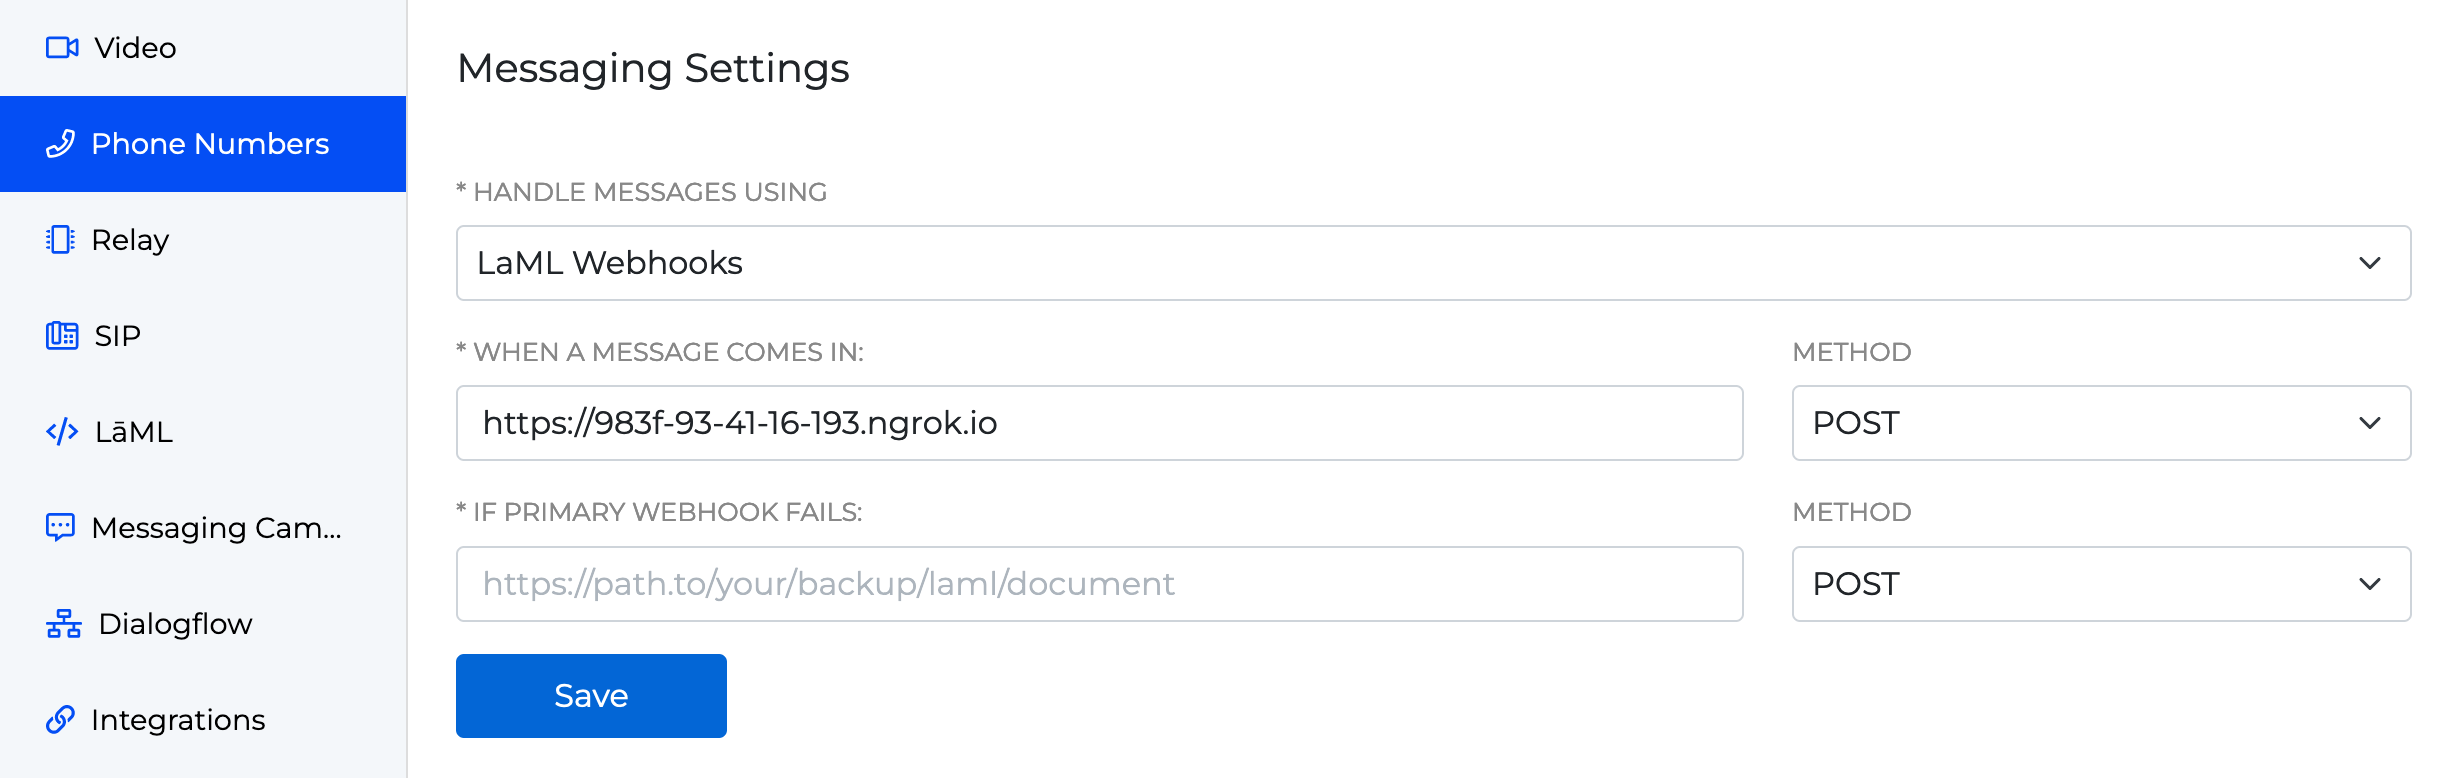 Video
Phone Numbers
Relay
SIP
LāML
Messaging Cam...
Dialogflow
Integrations
Messaging Settings
* HANDLE MESSAGES USING
LaML Webhooks
* WHEN A MESSAGE COMES IN:
METHOD
https://983f-93-41-16-193.ngrok.io
POST
* IF PRIMARY WEBHOOK FAILS:
METHOD
https://path.to/your/backup/laml/document
POST
Save